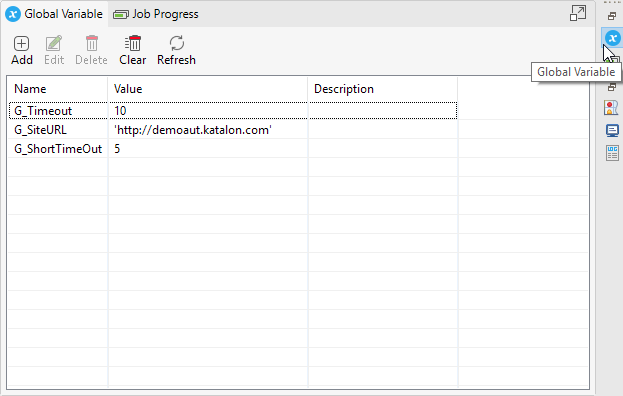 Global Variable Job Progress
Add Edit Delete Clear Refresh
Global Variable
Name Value Description
G_Timeout 10
G_SiteURL 'http://demoaut.katalon.com'
G_ShortTimeOut 5
LOG